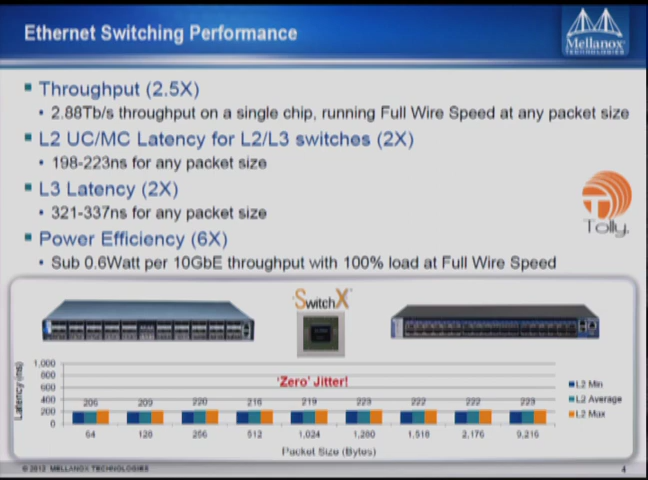 Ethernet Switching Performance
Mellanox
TECHNOLOGIES
Throughput (2.5X)
• 2.88Tb/s throughput on a single chip, running Full Wire Speed at any packet size
L2 UC/MC Latency for L2/L3 switches (2X)
• 198-223ns for any packet size
L3 Latency (2X)
• 321-337ns for any packet size
Power Efficiency (6X)
• Sub 0.6Watt per 10GbE throughput with 100% load at Full Wire Speed
Tolly.
SwitchX
Latency (ns)
1,000
800
600
400
200
0
'Zero' Jitter!
206 209 220 216 219 223 222 222 223
64 128 256 512 1,024 1,280 1,518 2,176 9,216
Packet Size (Bytes)
L2 Min
L2 Average
L2 Max
© 2012 MELLANOX TECHNOLOGIES
4